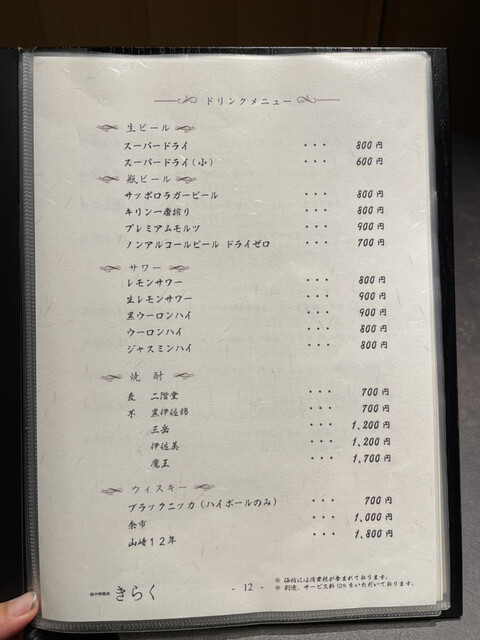 ドリンクメニュー
生ビール
スーパードライ ・・・ 800円
スーパードライ(小) ・・・ 600円
瓶ビール
サッポロラガービール ・・・ 800円
キリン一番搾り ・・・ 800円
プレミアムモルツ ・・・ 900円
ノンアルコールビール ドライゼロ ・・・ 700円
サワー
レモンサワー ・・・ 800円
生レモンサワー ・・・ 900円
黒ウーロンハイ ・・・ 900円
ウーロンハイ ・・・ 800円
ジャスミンハイ ・・・ 800円
焼酎
麦 二階堂 ・・・ 700円
芋 黒伊佐錦 ・・・ 700円
三岳 ・・・ 1,200円
伊佐美 ・・・ 1,200円
魔王 ・・・ 1,700円
ウィスキー
ブラックニッカ(ハイボールのみ) ・・・ 700円
余市 ・・・ 1,000円
山崎12年 ・・・ 1,800円
※ 価格には消費税が含まれております。
※ 別途、サービス料10%をいただいております。
きらく
- 12 -